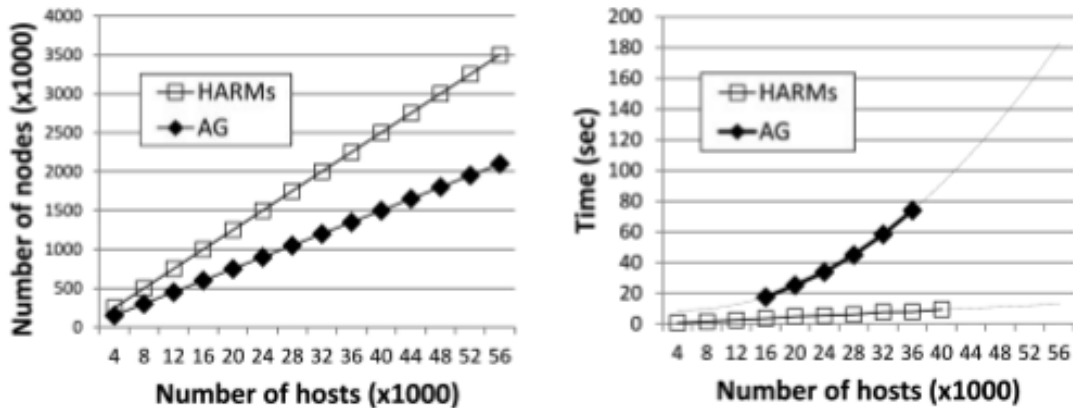 Number of nodes (x1000)
4000
3500
3000
2500
2000
1500
1000
500
0
HARMs
AG
4 8 12 16 20 24 28 32 36 40 44 48 52 56
Number of hosts (x1000)
Time (sec)
200
180
160
140
120
100
80
60
40
20
0
HARMs
AG
4 8 12 16 20 24 28 32 36 40 44 48 52 56
Number of hosts (x1000)